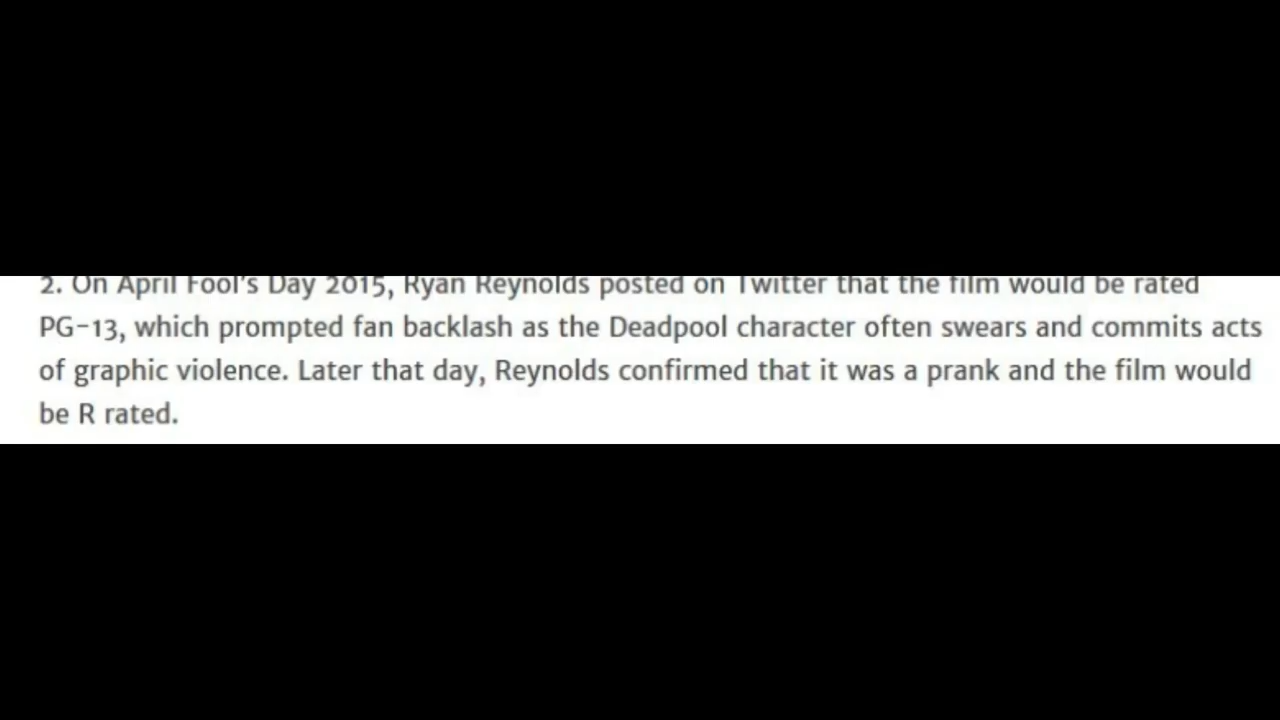 2. On April Fool's Day 2015, Ryan Reynolds posted on Twitter that the film would be rated
PG-13, which prompted fan backlash as the Deadpool character often swears and commits acts
of graphic violence. Later that day, Reynolds confirmed that it was a prank and the film would
be R rated.